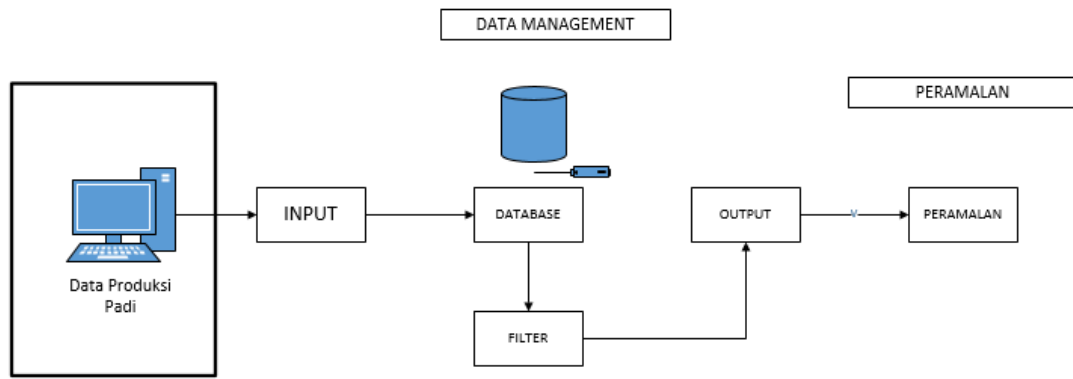 DATA MANAGEMENT
PERAMALAN
Data Produksi
Padi
INPUT
DATABASE
FILTER
OUTPUT
v
PERAMALAN